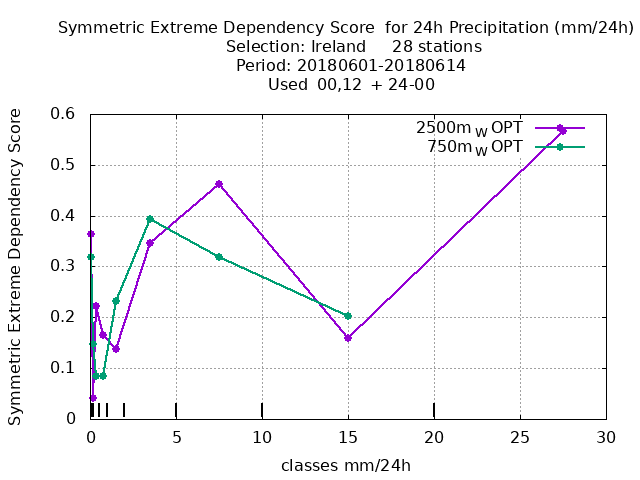 Symmetric Extreme Dependency Score for 24h Precipitation (mm/24h)
Selection: Ireland 28 stations
Period: 20180601-20180614
Used 00,12 + 24-00
Symmetric Extreme Dependency Score
0.6
0.5
0.4
0.3
0.2
0.1
0
2500m W OPT
750m W OPT
0 5 10 15 20 25 30
classes mm/24h